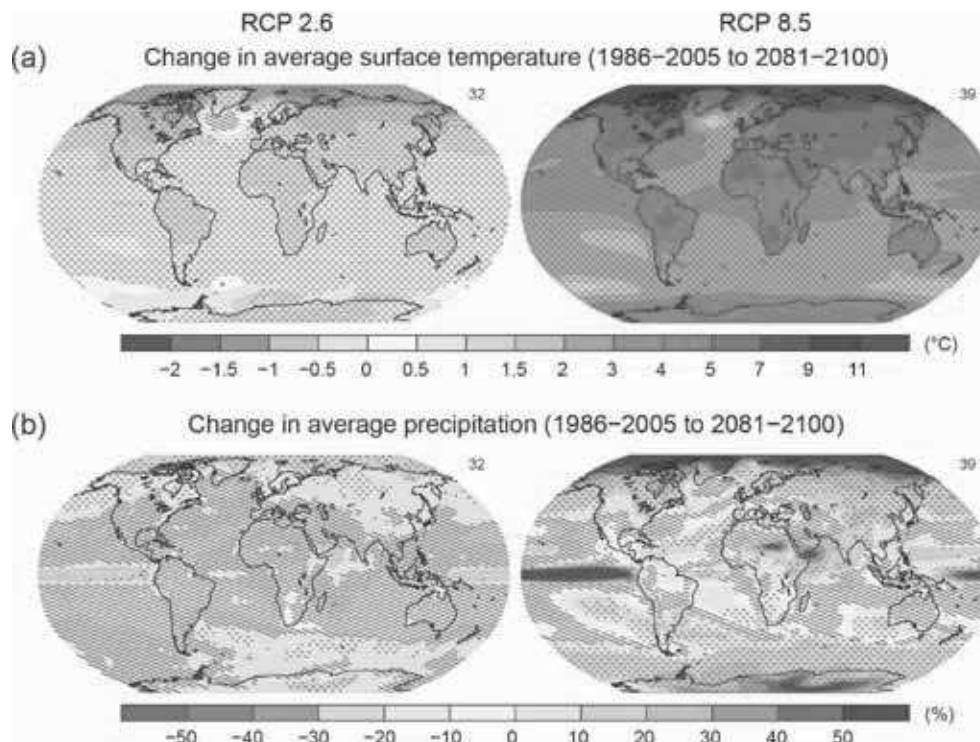 RCP 2.6 RCP 8.5
(a) Change in average surface temperature (1986−2005 to 2081−2100)
32 39
(°C)
−2 −1.5 −1 −0.5 0 0.5 1 1.5 2 3 4 5 7 9 11
(b) Change in average precipitation (1986−2005 to 2081−2100)
32 39
(%)
−50 −40 −30 −20 −10 0 10 20 30 40 50